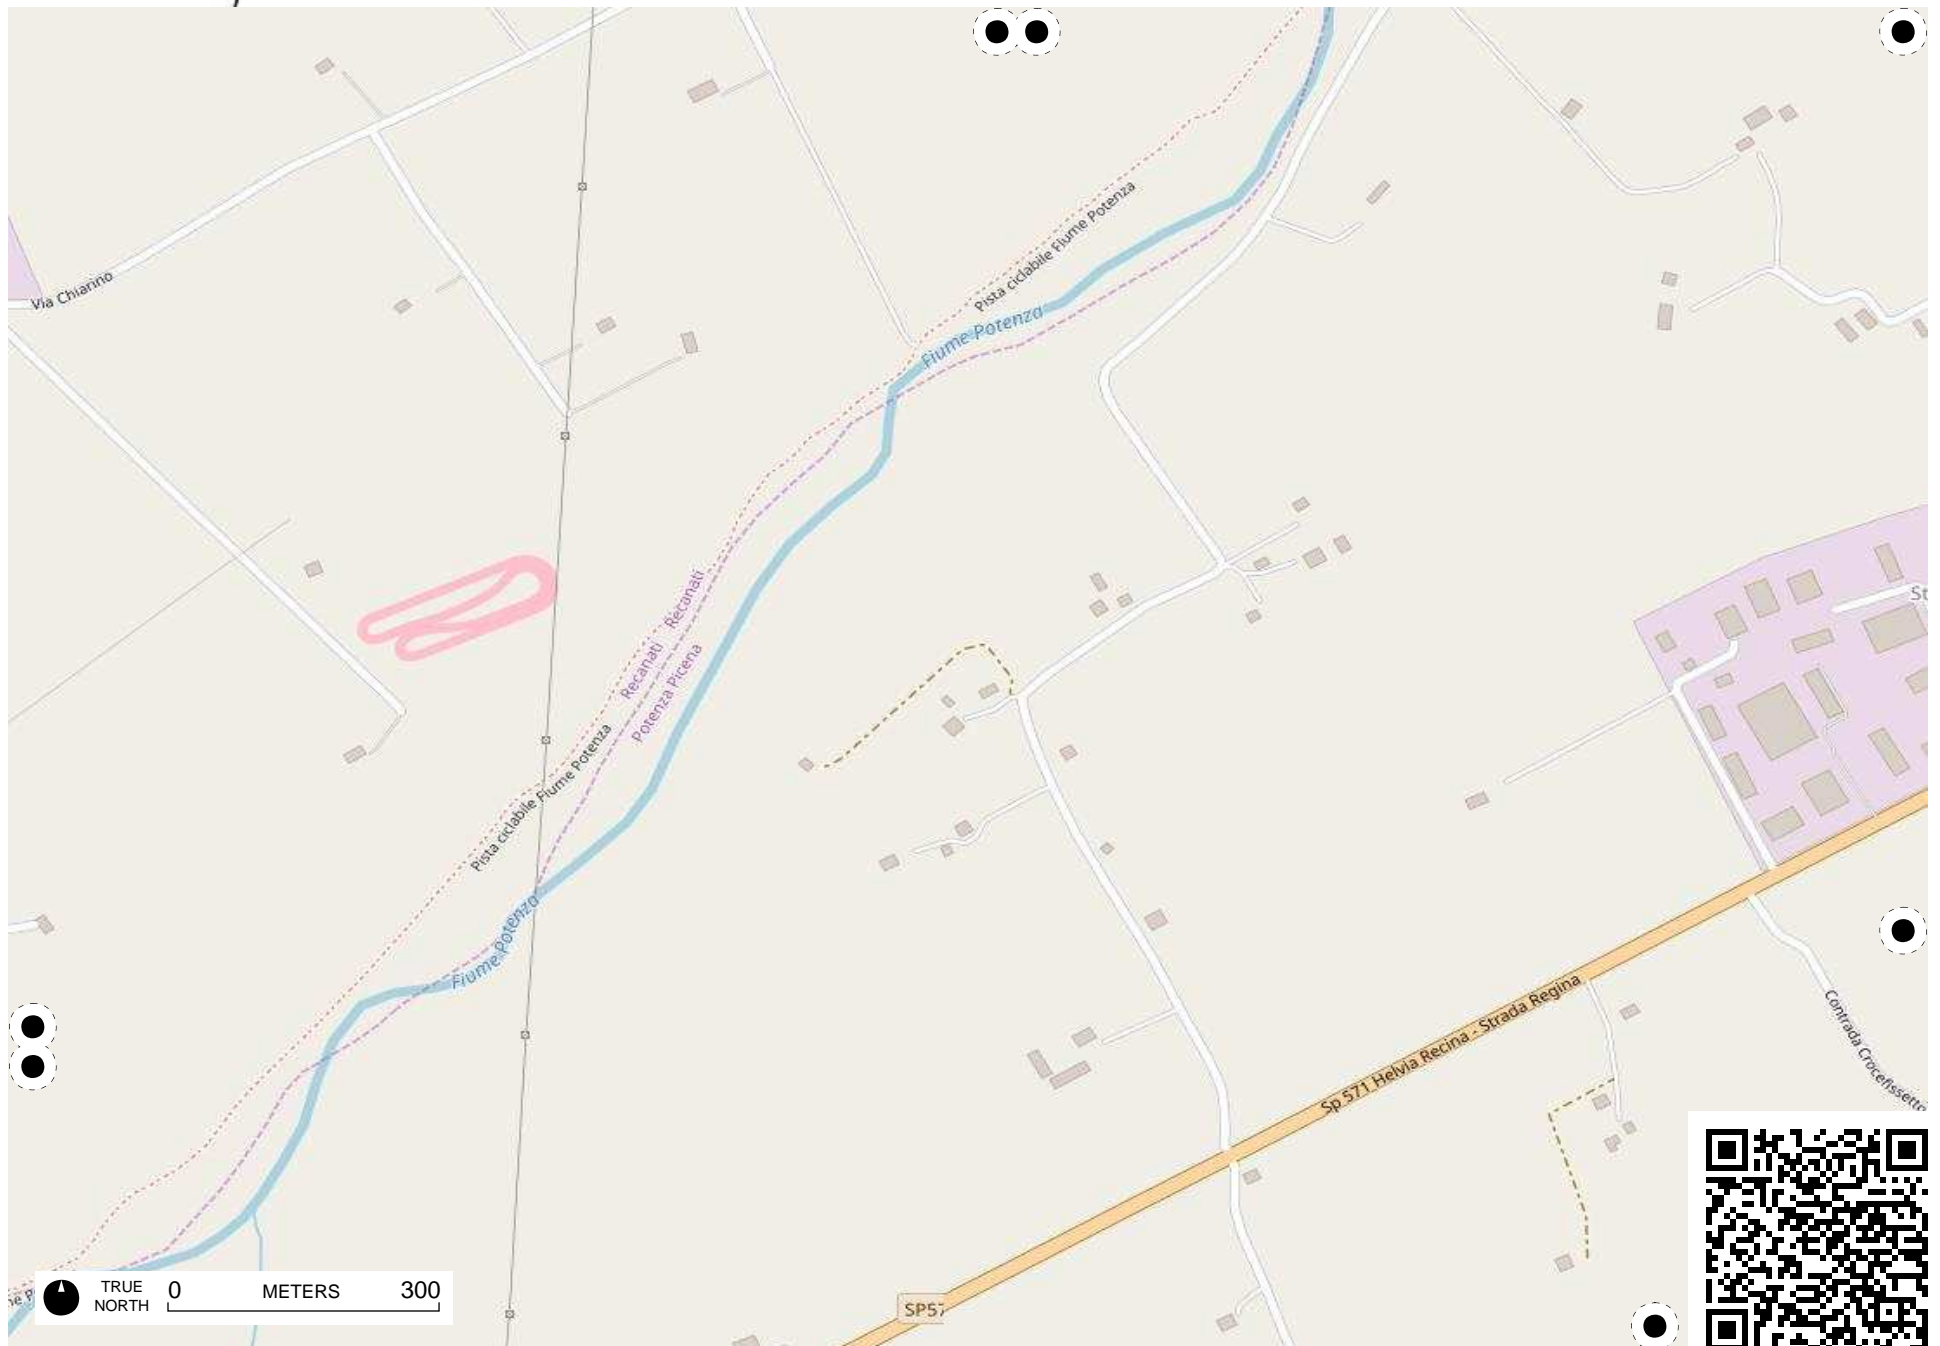 Pista ciclabile Fiume Potenza
Via Chiarino
Fiume Potenza
Recanati
Recanati
Potenza Picena
St
Pista ciclabile Fiume Potenza
Fiume Potenza
Sp 571 Helvia Recina - Strada Regina
Contrada Crocefissetto
TRUE NORTH
0 METERS 300
SP57